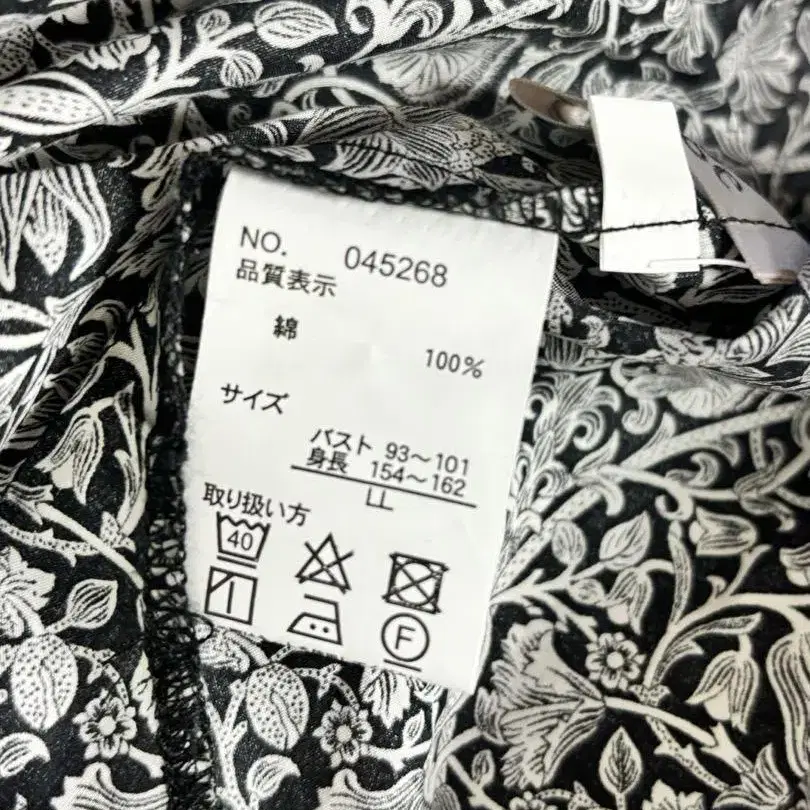 NO. 045268
品質表示
綿
100%
サイズ
バスト 93～101
身長 154～162
LL
取り扱い方
40
F